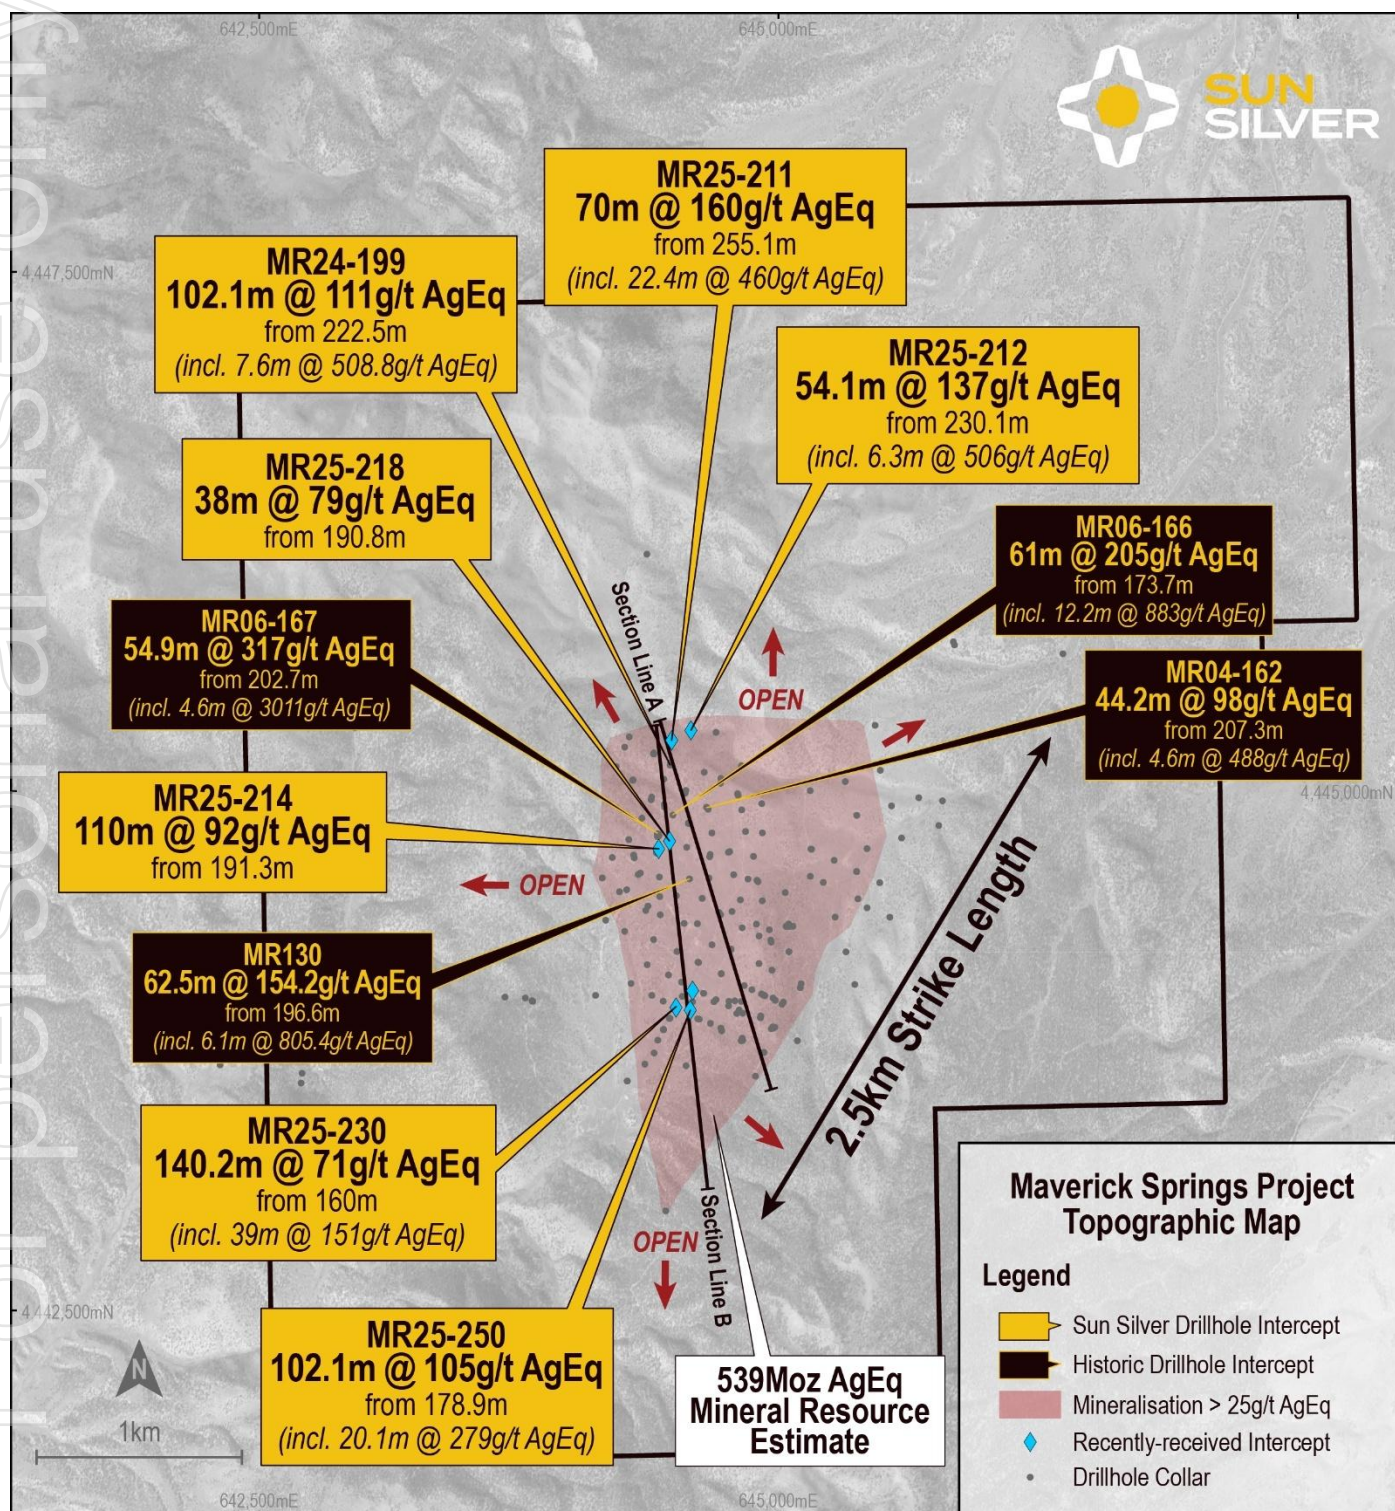 For personal use only
642,500mE
645,000mE
SUN
SILVER
4,447,500mN
MR25-211
70m @ 160g/t AgEq
from 255.1m
(incl. 22.4m @ 460g/t AgEq)
MR24-199
102.1m @ 111g/t AgEq
from 222.5m
(incl. 7.6m @ 508.8g/t AgEq)
MR25-212
54.1m @ 137g/t AgEq
from 230.1m
(incl. 6.3m @ 506g/t AgEq)
MR25-218
38m @ 79g/t AgEq
from 190.8m
MR06-166
61m @ 205g/t AgEq
from 173.7m
(incl. 12.2m @ 883g/t AgEq)
MR06-167
54.9m @ 317g/t AgEq
from 202.7m
(incl. 4.6m @ 3011g/t AgEq)
Section Line A
OPEN
MR04-162
44.2m @ 98g/t AgEq
from 207.3m
(incl. 4.6m @ 488g/t AgEq)
4,445,000mN
MR25-214
110m @ 92g/t AgEq
from 191.3m
OPEN
2.5km Strike Length
MR130
62.5m @ 154.2g/t AgEq
from 196.6m
(incl. 6.1m @ 805.4g/t AgEq)
MR25-230
140.2m @ 71g/t AgEq
from 160m
(incl. 39m @ 151g/t AgEq)
OPEN
Section Line B
4,442,500mN
MR25-250
102.1m @ 105g/t AgEq
from 178.9m
(incl. 20.1m @ 279g/t AgEq)
539Moz AgEq
Mineral Resource
Estimate
N
1km
Maverick Springs Project
Topographic Map
Legend
Sun Silver Drillhole Intercept
Historic Drillhole Intercept
Mineralisation > 25g/t AgEq
Recently-received Intercept
Drillhole Collar
642,500mE
645,000mE